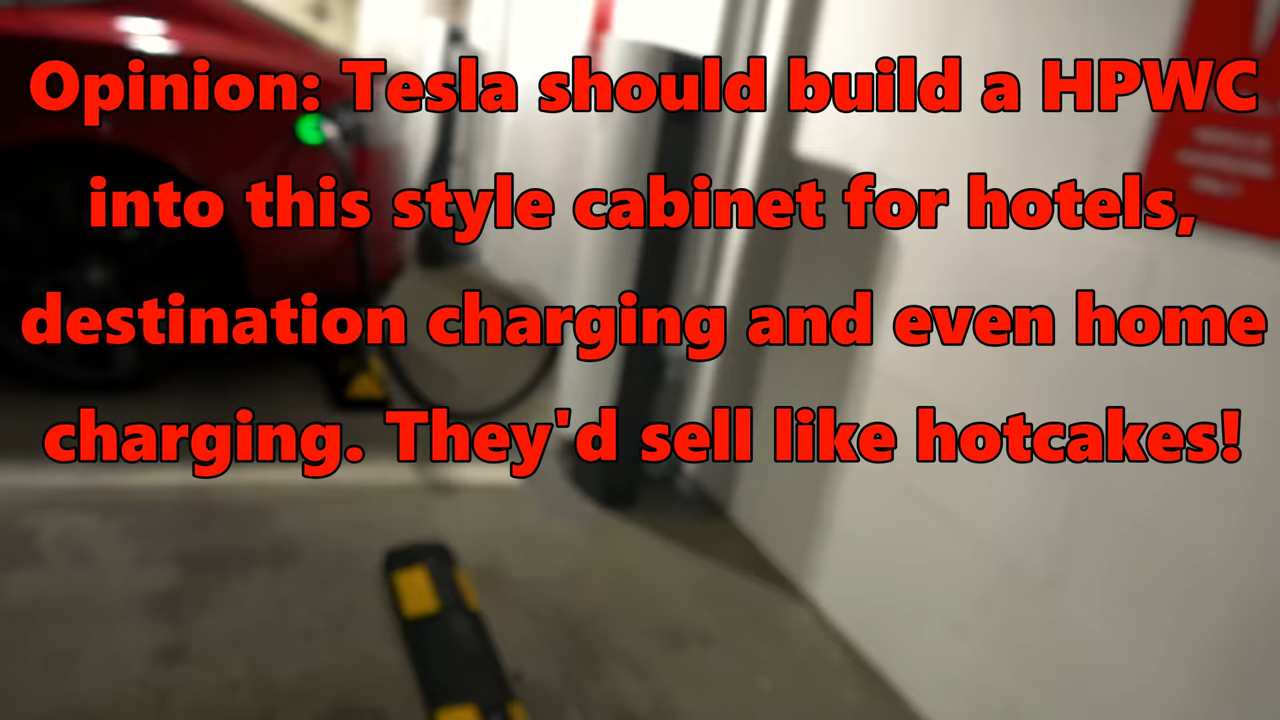 Opinion: Tesla should build a HPWC
into this style cabinet for hotels,
destination charging and even home
charging. They'd sell like hotcakes!